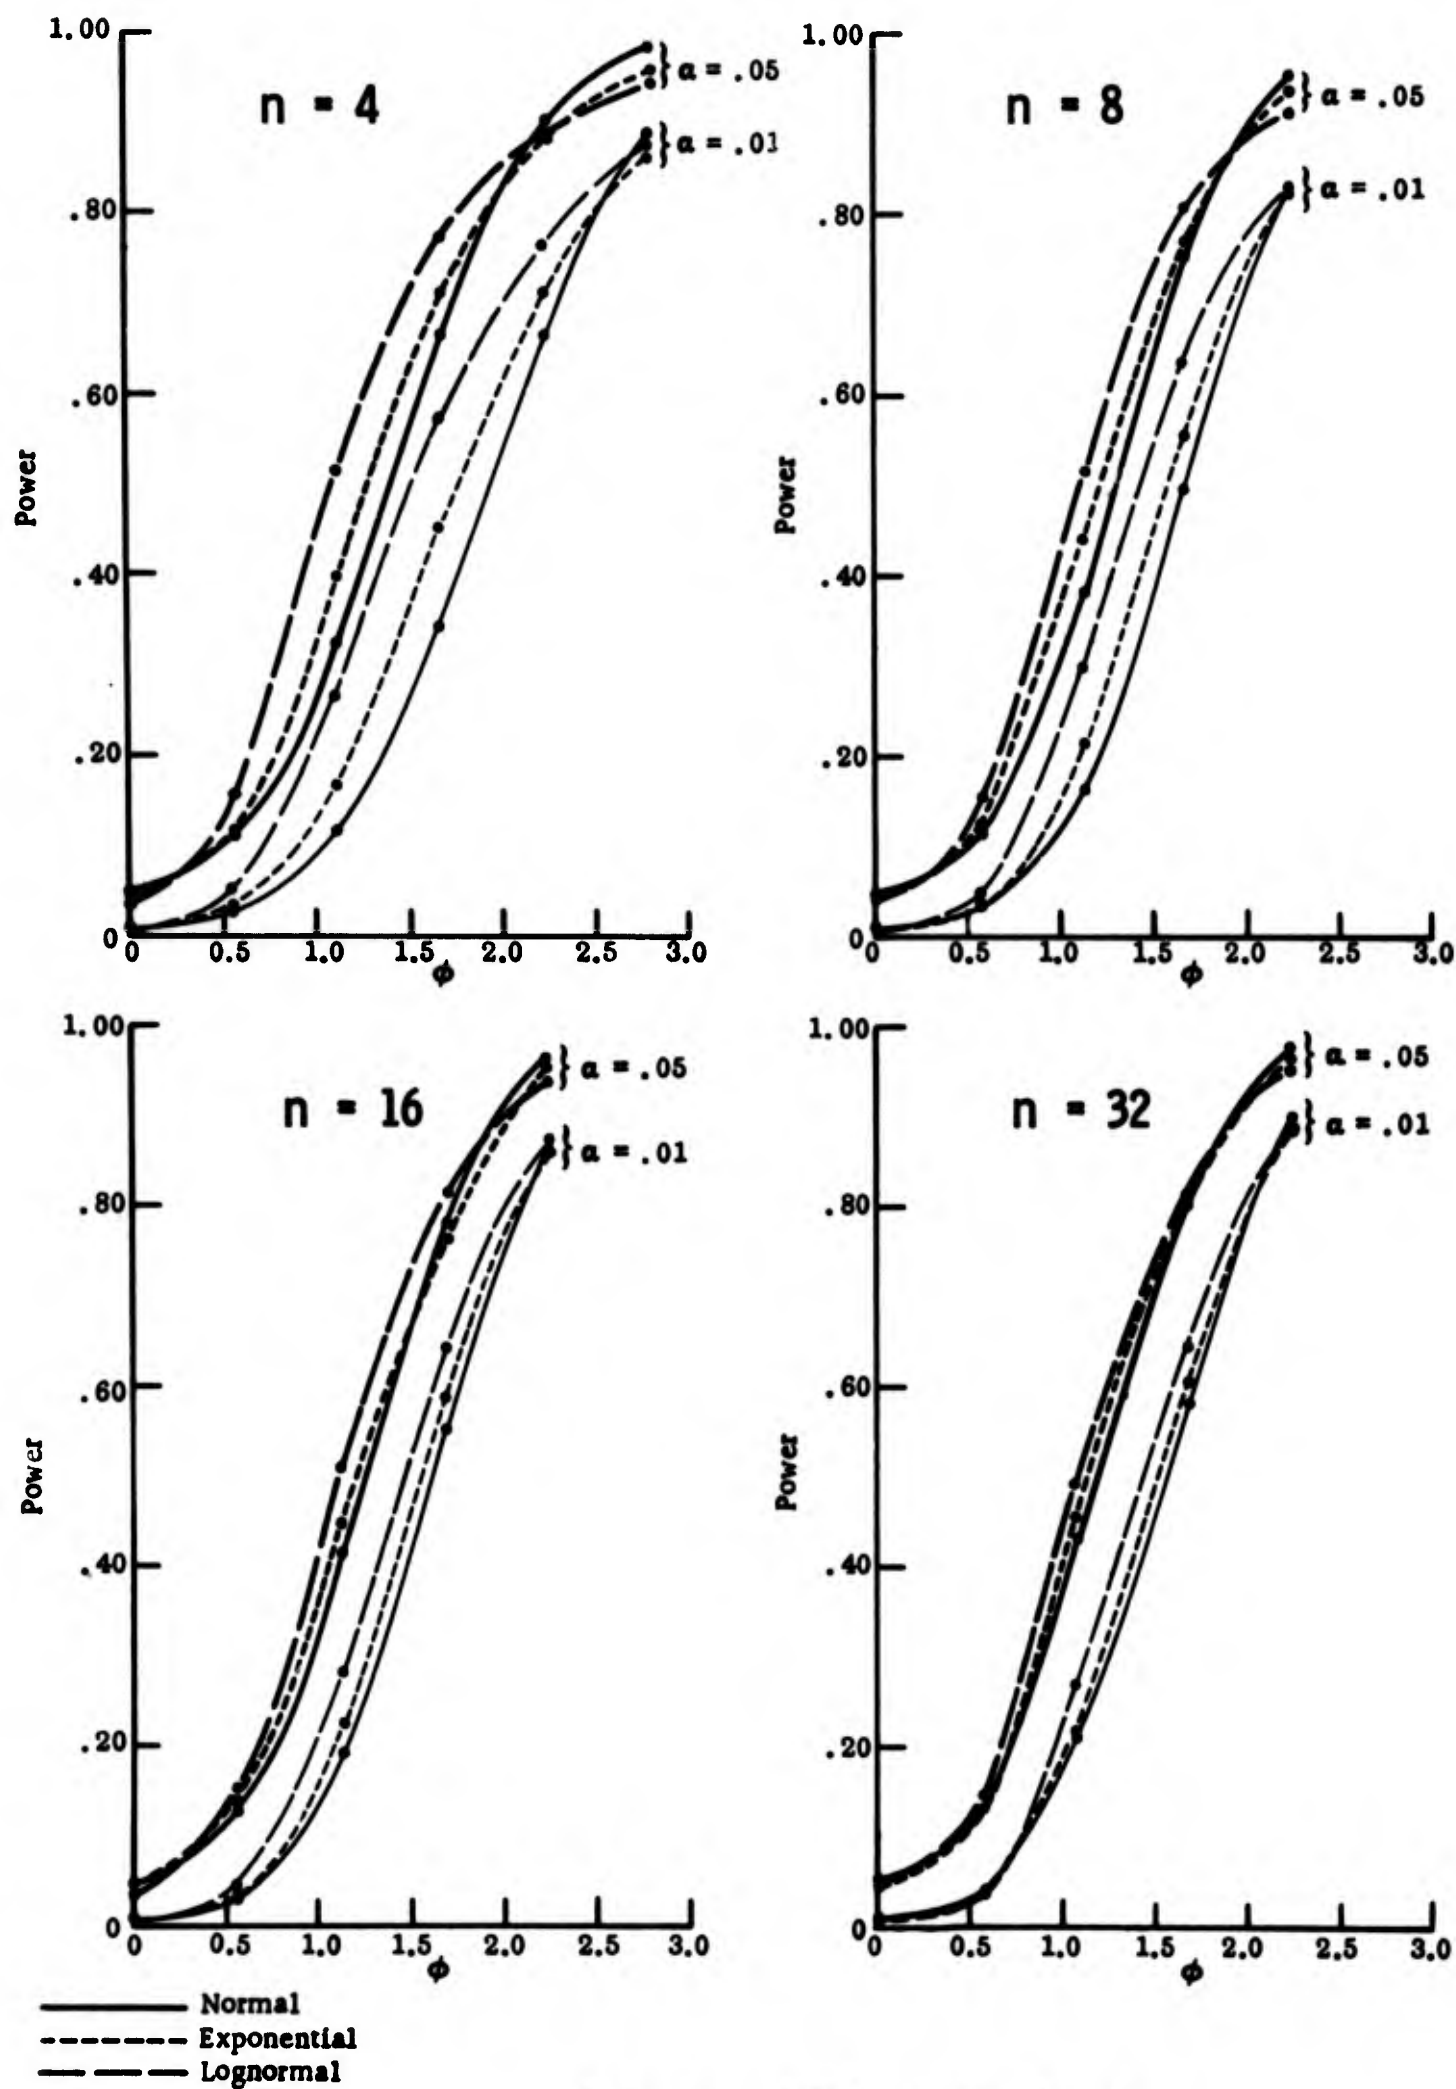 1.00
n = 4
} α = .05
} α = .01
.80
.60
.40
.20
0
Power
0 0.5 1.0 1.5 2.0 2.5 3.0
ϕ
1.00
n = 8
} α = .05
} α = .01
.80
.60
.40
.20
0
Power
0 0.5 1.0 1.5 2.0 2.5 3.0
ϕ
1.00
n = 16
} α = .05
} α = .01
.80
.60
.40
.20
0
Power
0 0.5 1.0 1.5 2.0 2.5 3.0
ϕ
1.00
n = 32
} α = .05
} α = .01
.80
.60
.40
.20
0
Power
0 0.5 1.0 1.5 2.0 2.5 3.0
ϕ
Normal
Exponential
Lognormal